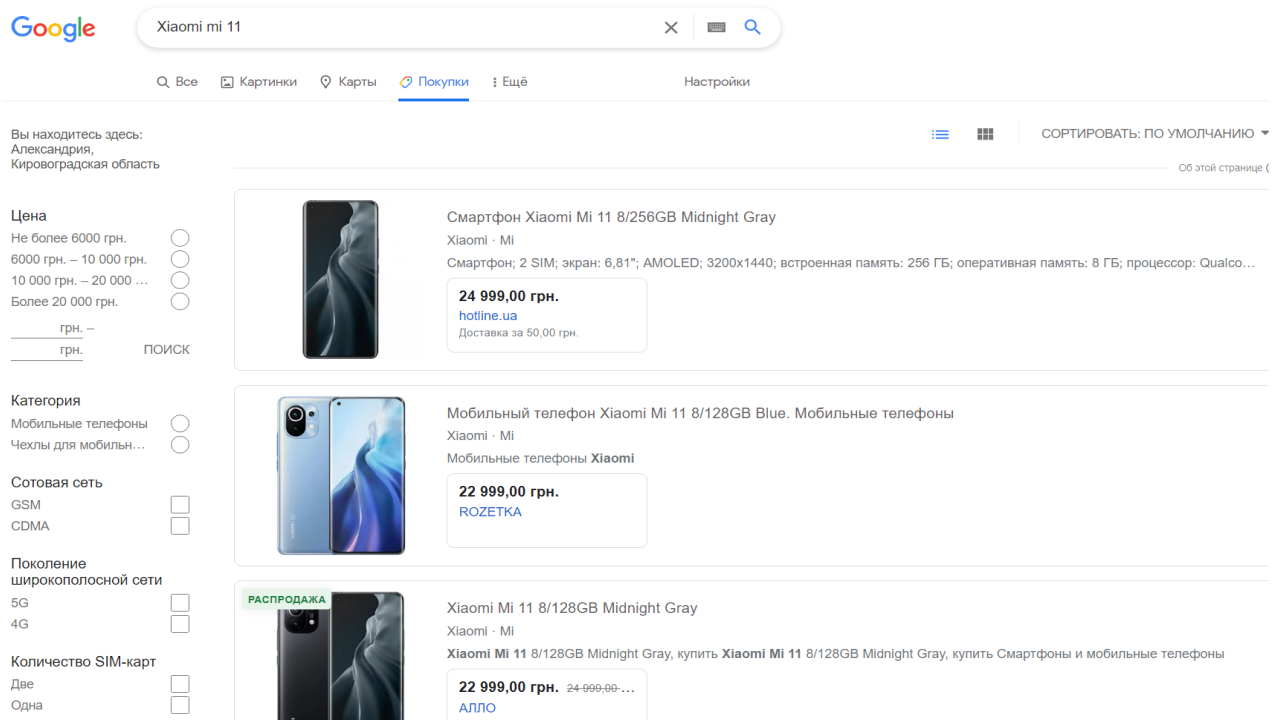 Google
Xiaomi mi 11
Все
Картинки
Карты
Покупки
Ещё
Настройки
Вы находитесь здесь:
Александрия,
Кировоградская область
СОРТИРОВАТЬ: ПО УМОЛЧАНИЮ
Об этой странице
Цена
Не более 6000 грн.
6000 грн. – 10 000 грн.
10 000 грн. – 20 000 …
Более 20 000 грн.
грн. –
грн.
ПОИСК
Категория
Мобильные телефоны
Чехлы для мобильн…
Сотовая сеть
GSM
CDMA
Поколение
широкополосной сети
5G
4G
Количество SIM-карт
Две
Одна
Смартфон Xiaomi Mi 11 8/256GB Midnight Gray
Xiaomi · Mi
Смартфон; 2 SIM; экран: 6,81"; AMOLED; 3200x1440; встроенная память: 256 ГБ; оперативная память: 8 ГБ; процессор: Qualco…
24 999,00 грн.
hotline.ua
Доставка за 50,00 грн.
Мобильный телефон Xiaomi Mi 11 8/128GB Blue. Мобильные телефоны
Xiaomi · Mi
Мобильные телефоны Xiaomi
22 999,00 грн.
ROZETKA
РАСПРОДАЖА
Xiaomi Mi 11 8/128GB Midnight Gray
Xiaomi · Mi
Xiaomi Mi 11 8/128GB Midnight Gray, купить Xiaomi Mi 11 8/128GB Midnight Gray, купить Смартфоны и мобильные телефоны
22 999,00 грн. 24 999,00 …
АЛЛО